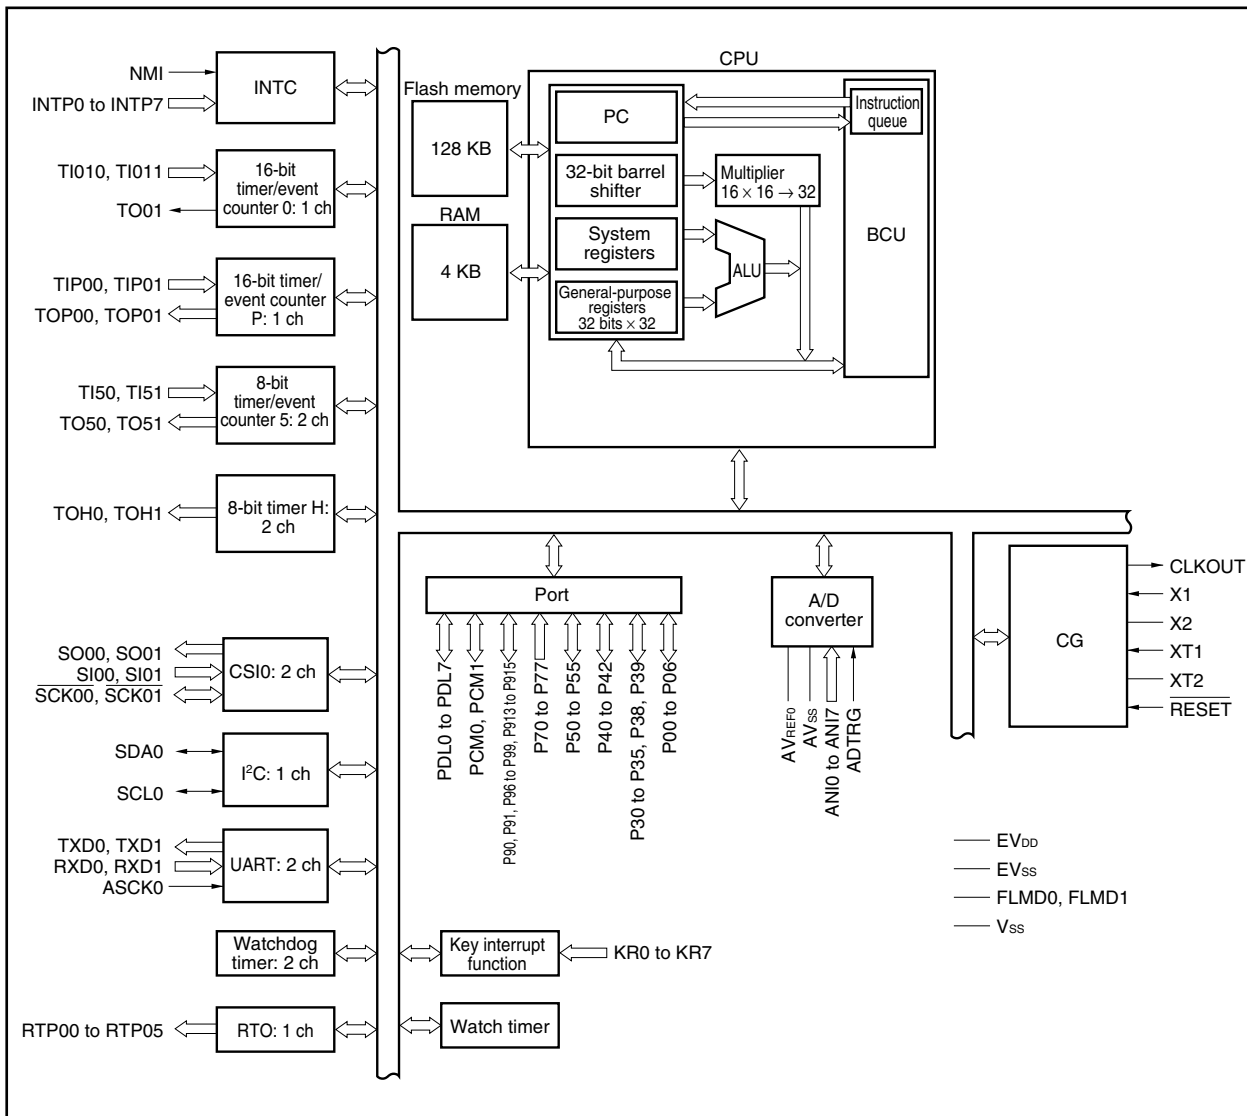 NMI
INTP0 to INTP7
INTC
TI010, TI011
TO01
16-bit
timer/event
counter 0: 1 ch
TIP00, TIP01
TOP00, TOP01
16-bit timer/
event counter
P: 1 ch
TI50, TI51
TO50, TO51
8-bit
timer/event
counter 5: 2 ch
TOH0, TOH1
8-bit timer H:
2 ch
SO00, SO01
SI00, SI01
SCK00, SCK01
CSI0: 2 ch
SDA0
SCL0
I²C: 1 ch
TXD0, TXD1
RXD0, RXD1
ASCK0
UART: 2 ch
Watchdog
timer: 2 ch
RTP00 to RTP05
RTO: 1 ch
Flash memory
128 KB
RAM
4 KB
CPU
PC
32-bit barrel
shifter
System
registers
General-purpose
registers
32 bits × 32
Multiplier
16 × 16 → 32
ALU
Instruction
queue
BCU
Port
PDL0 to PDL7
PCM0, PCM1
P90, P91, P96 to P99, P913 to P915
P70 to P77
P50 to P55
P40 to P42
P30 to P35, P38, P39
P00 to P06
A/D
converter
AVREF0
AVSS
ANI0 to ANI7
ADTRG
CG
CLKOUT
X1
X2
XT1
XT2
RESET
EVDD
EVSS
FLMD0, FLMD1
VSS
Key interrupt
function
KR0 to KR7
Watch timer